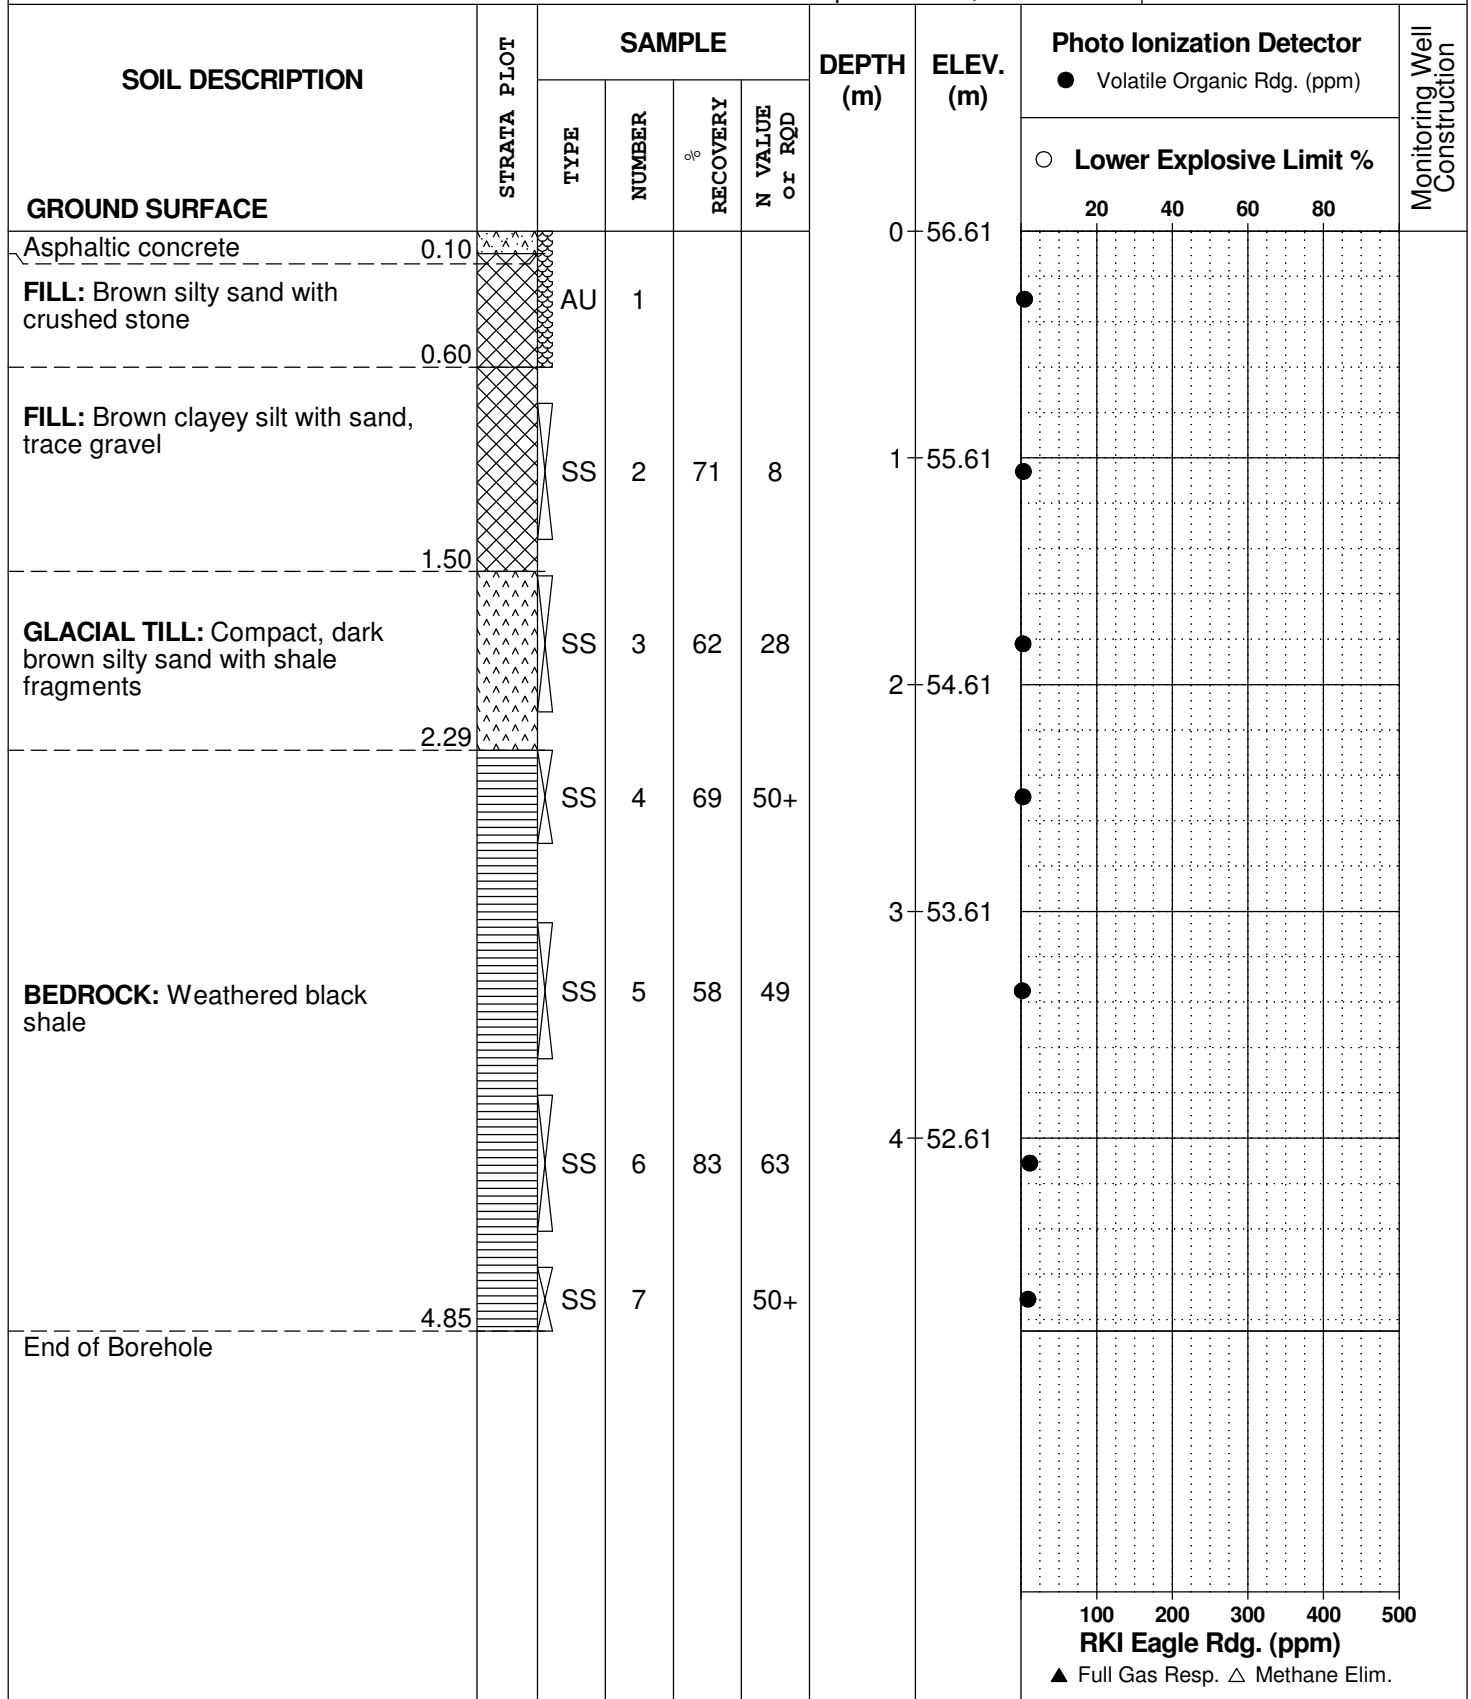 SOIL DESCRIPTION
GROUND SURFACE
STRATA PLOT
SAMPLE
TYPE
NUMBER
%
RECOVERY
N VALUE
or RQD
DEPTH
(m)
ELEV.
(m)
Photo Ionization Detector
● Volatile Organic Rdg. (ppm)
○ Lower Explosive Limit %
20 40 60 80
Monitoring Well
Construction
0 56.61
Asphaltic concrete 0.10
FILL: Brown silty sand with
crushed stone
AU 1
0.60
FILL: Brown clayey silt with sand,
trace gravel
1 55.61
SS 2 71 8
1.50
GLACIAL TILL: Compact, dark
brown silty sand with shale
fragments
SS 3 62 28
2 54.61
2.29
SS 4 69 50+
3 53.61
BEDROCK: Weathered black
shale
SS 5 58 49
4 52.61
SS 6 83 63
SS 7 50+
4.85
End of Borehole
100 200 300 400 500
RKI Eagle Rdg. (ppm)
▲ Full Gas Resp. △ Methane Elim.